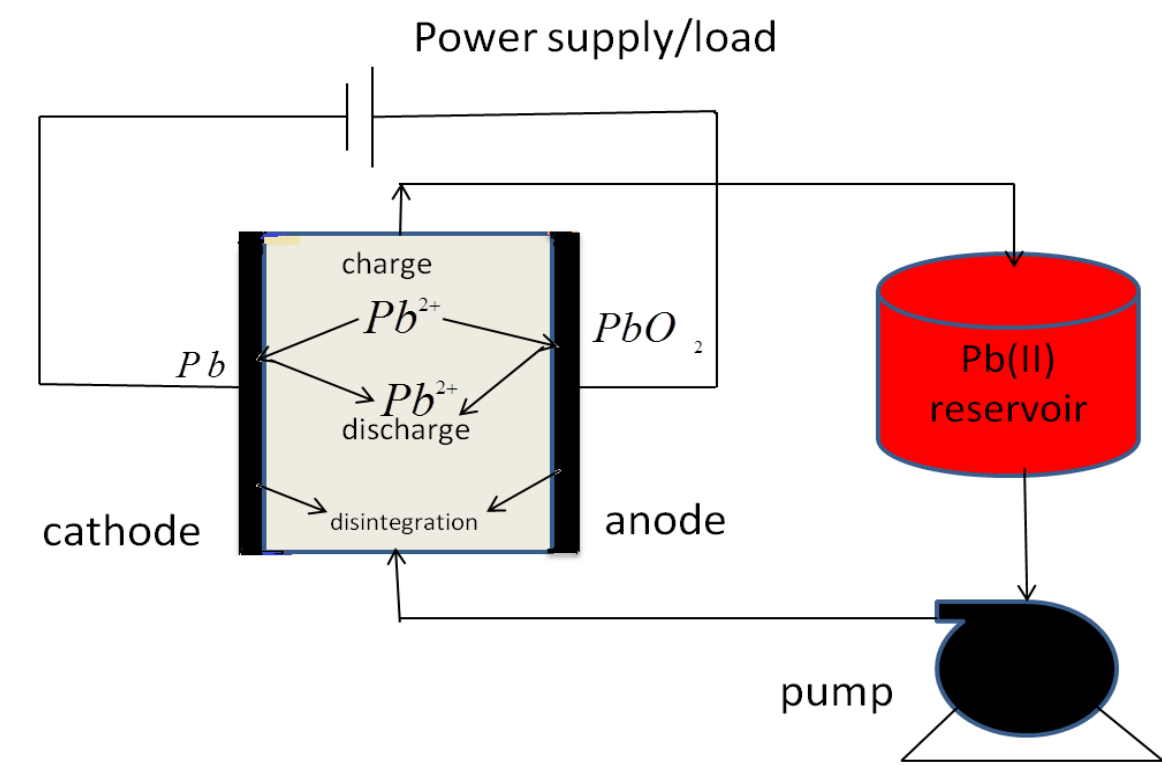 Power supply/load
charge
Pb²⁺
PbO₂
Pb
Pb²⁺
discharge
Pb(II)
reservoir
cathode
disintegration
anode
pump